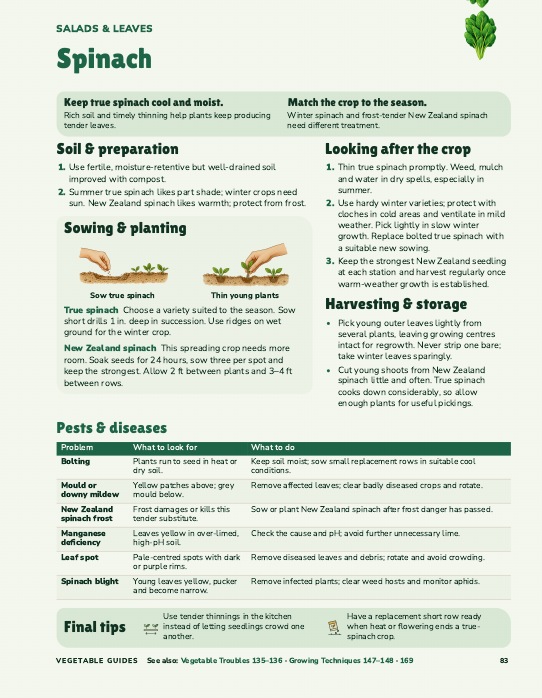 SALADS & LEAVES
Spinach
Keep true spinach cool and moist.
Rich soil and timely thinning help plants keep producing
tender leaves.
Match the crop to the season.
Winter spinach and frost-tender New Zealand spinach
need different treatment.
Soil & preparation
1. Use fertile, moisture-retentive but well-drained soil
improved with compost.
2. Summer true spinach likes part shade; winter crops need
sun. New Zealand spinach likes warmth; protect from frost.
Sowing & planting
Sow true spinach
Thin young plants
True spinach Choose a variety suited to the season. Sow
short drills 1 in. deep in succession. Use ridges on wet
ground for the winter crop.
New Zealand spinach This spreading crop needs more
room. Soak seeds for 24 hours, sow three per spot and
keep the strongest. Allow 2 ft between plants and 3–4 ft
between rows.
Looking after the crop
1. Thin true spinach promptly. Weed, mulch
and water in dry spells, especially in
summer.
2. Use hardy winter varieties; protect with
cloches in cold areas and ventilate in mild
weather. Pick lightly in slow winter
growth. Replace bolted true spinach with
a suitable new sowing.
3. Keep the strongest New Zealand seedling
at each station and harvest regularly once
warm-weather growth is established.
Harvesting & storage
• Pick young outer leaves lightly from
several plants, leaving growing centres
intact for regrowth. Never strip one bare;
take winter leaves sparingly.
• Cut young shoots from New Zealand
spinach little and often. True spinach
cooks down considerably, so allow
enough plants for useful pickings.
Pests & diseases
Problem What to look for What to do
Bolting Plants run to seed in heat or Keep soil moist; sow small replacement rows in suitable cool
dry soil. conditions.
Mould or Yellow patches above; grey Remove affected leaves; clear badly diseased crops and rotate.
downy mildew mould below.
New Zealand Frost damages or kills this Sow or plant New Zealand spinach after frost danger has passed.
spinach frost tender substitute.
Manganese Leaves yellow in over-limed, Check the cause and pH; avoid further unnecessary lime.
deficiency high-pH soil.
Leaf spot Pale-centred spots with dark Remove diseased leaves and debris; rotate and avoid crowding.
or purple rims.
Spinach blight Young leaves yellow, pucker Remove infected plants; clear weed hosts and monitor aphids.
and become narrow.
Final tips
Use tender thinnings in the kitchen
instead of letting seedlings crowd one
another.
Have a replacement short row ready
when heat or flowering ends a true-
spinach crop.
VEGETABLE GUIDES See also: Vegetable Troubles 135–136 · Growing Techniques 147–148 · 169 83